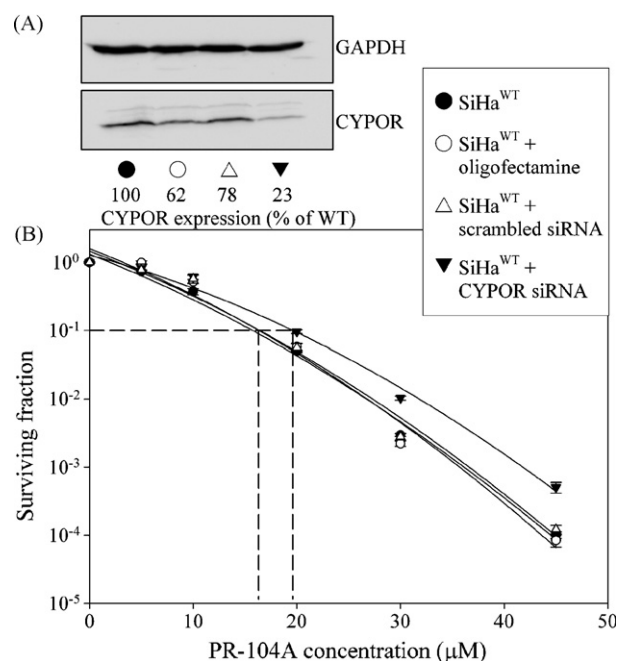 (A)
GAPDH
CYPOR
100 62 78 23
CYPOR expression (% of WT)
SiHaWT
SiHaWT +
oligofectamine
SiHaWT +
scrambled siRNA
SiHaWT +
CYPOR siRNA
(B)
10^0
10^-1
10^-2
10^-3
10^-4
10^-5
Surviving fraction
0 10 20 30 40 50
PR-104A concentration (μM)